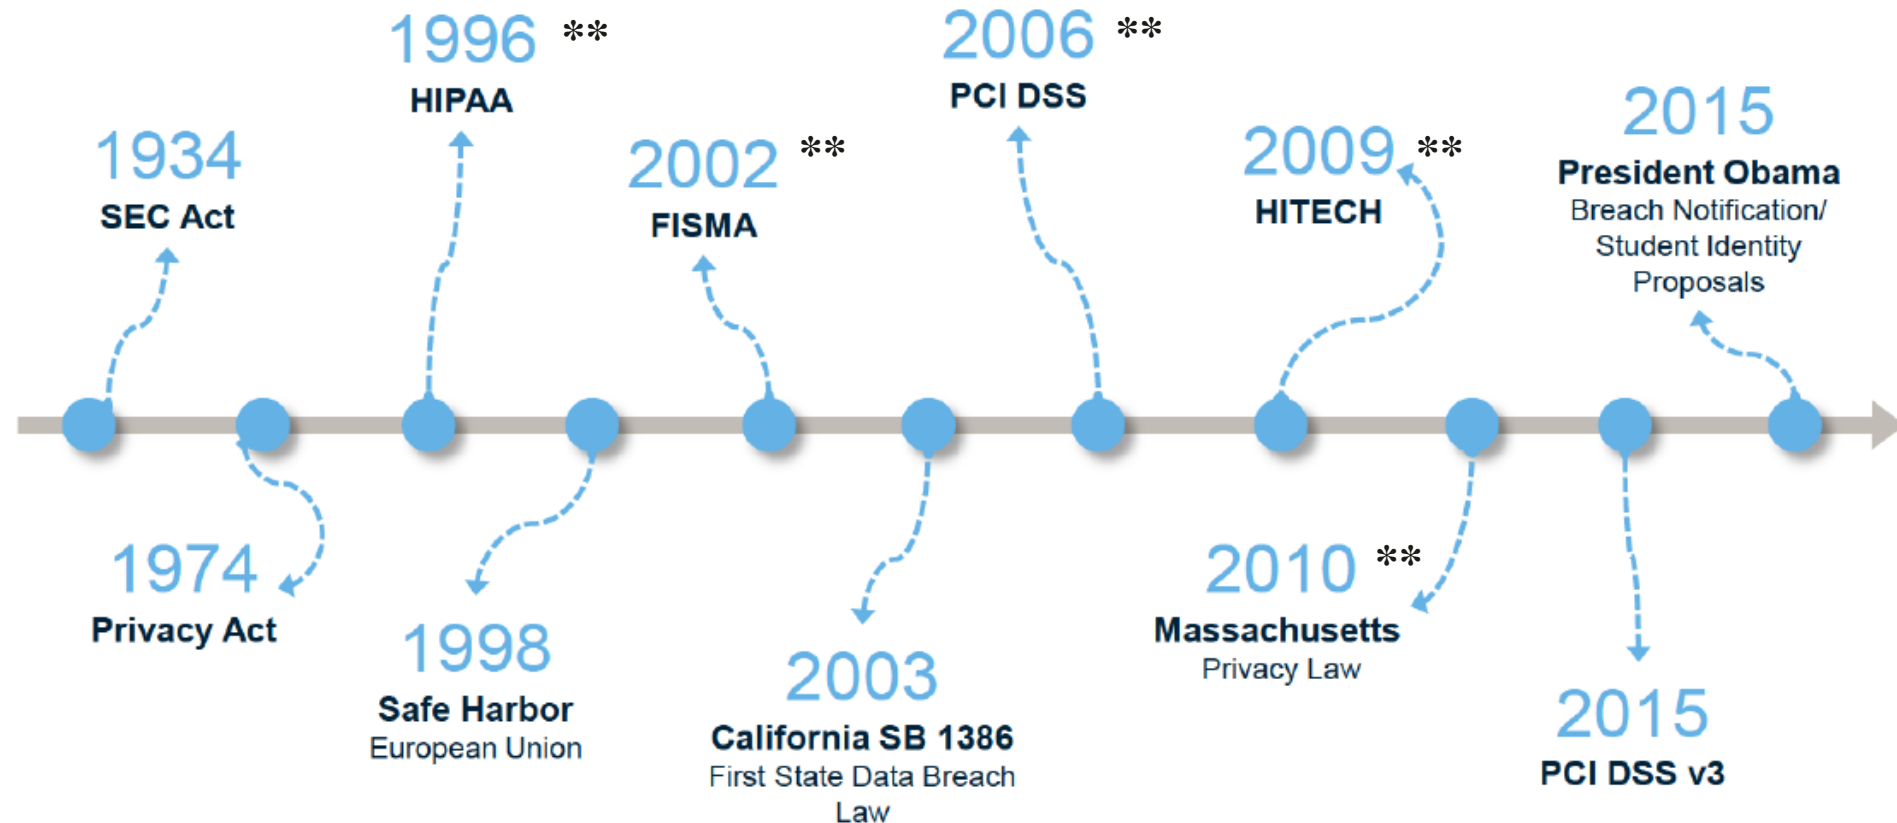 1934
SEC Act
1974
Privacy Act
1996 **
HIPAA
1998
Safe Harbor
European Union
2002 **
FISMA
2003
California SB 1386
First State Data Breach
Law
2006 **
PCI DSS
2009 **
HITECH
2010 **
Massachusetts
Privacy Law
2015
PCI DSS v3
2015
President Obama
Breach Notification/
Student Identity
Proposals